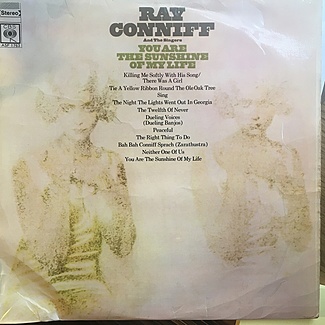 Stereo
RAY
CONNIFF
And The Singers
YOU ARE
THE SUNSHINE
OF MY LIFE
CBS
Killing Me Softly With His Song/
There Was A Girl
Tie A Yellow Ribbon Round The Ole Oak Tree
Sing
The Night The Lights Went Out In Georgia
The Twelfth Of Never
Dueling Voices
(Dueling Banjos)
Peaceful
The Right Thing To Do
Bah Bah Conniff Sprach (Zarathustra)
Neither One Of Us
You Are The Sunshine Of My Life